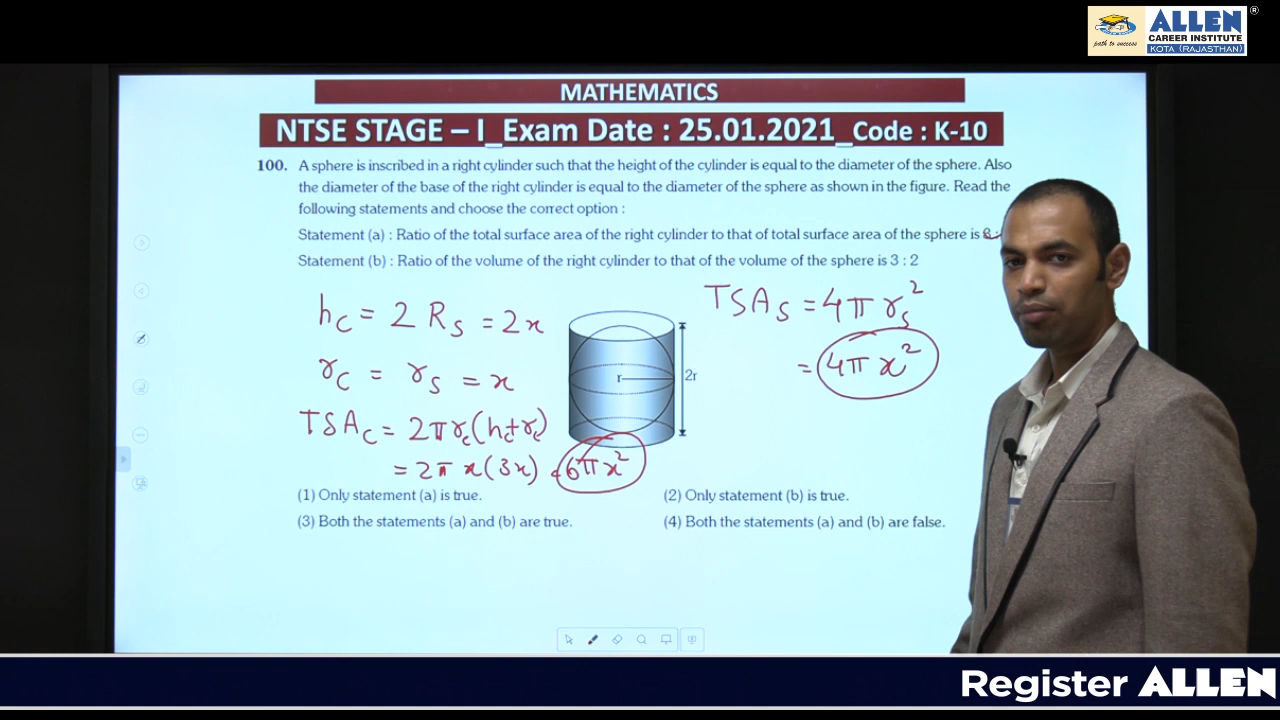 ALLEN ®
CAREER INSTITUTE
path to success
KOTA (RAJASTHAN)
MATHEMATICS
NTSE STAGE – I_Exam Date : 25.01.2021_Code : K-10
100. A sphere is inscribed in a right cylinder such that the height of the cylinder is equal to the diameter of the sphere. Also
the diameter of the base of the right cylinder is equal to the diameter of the sphere as shown in the figure. Read the
following statements and choose the correct option :
Statement (a) : Ratio of the total surface area of the right cylinder to that of total surface area of the sphere is
Statement (b) : Ratio of the volume of the right cylinder to that of the volume of the sphere is 3 : 2
h_C = 2 R_S = 2x
r_C = r_S = x
TSA_C = 2πr_C(h_C+r_C)
= 2π x(3x) = 6πx²
r
2r
TSA_S = 4πr_S²
= 4πx²
(1) Only statement (a) is true.
(2) Only statement (b) is true.
(3) Both the statements (a) and (b) are true.
(4) Both the statements (a) and (b) are false.
Register ALLEN